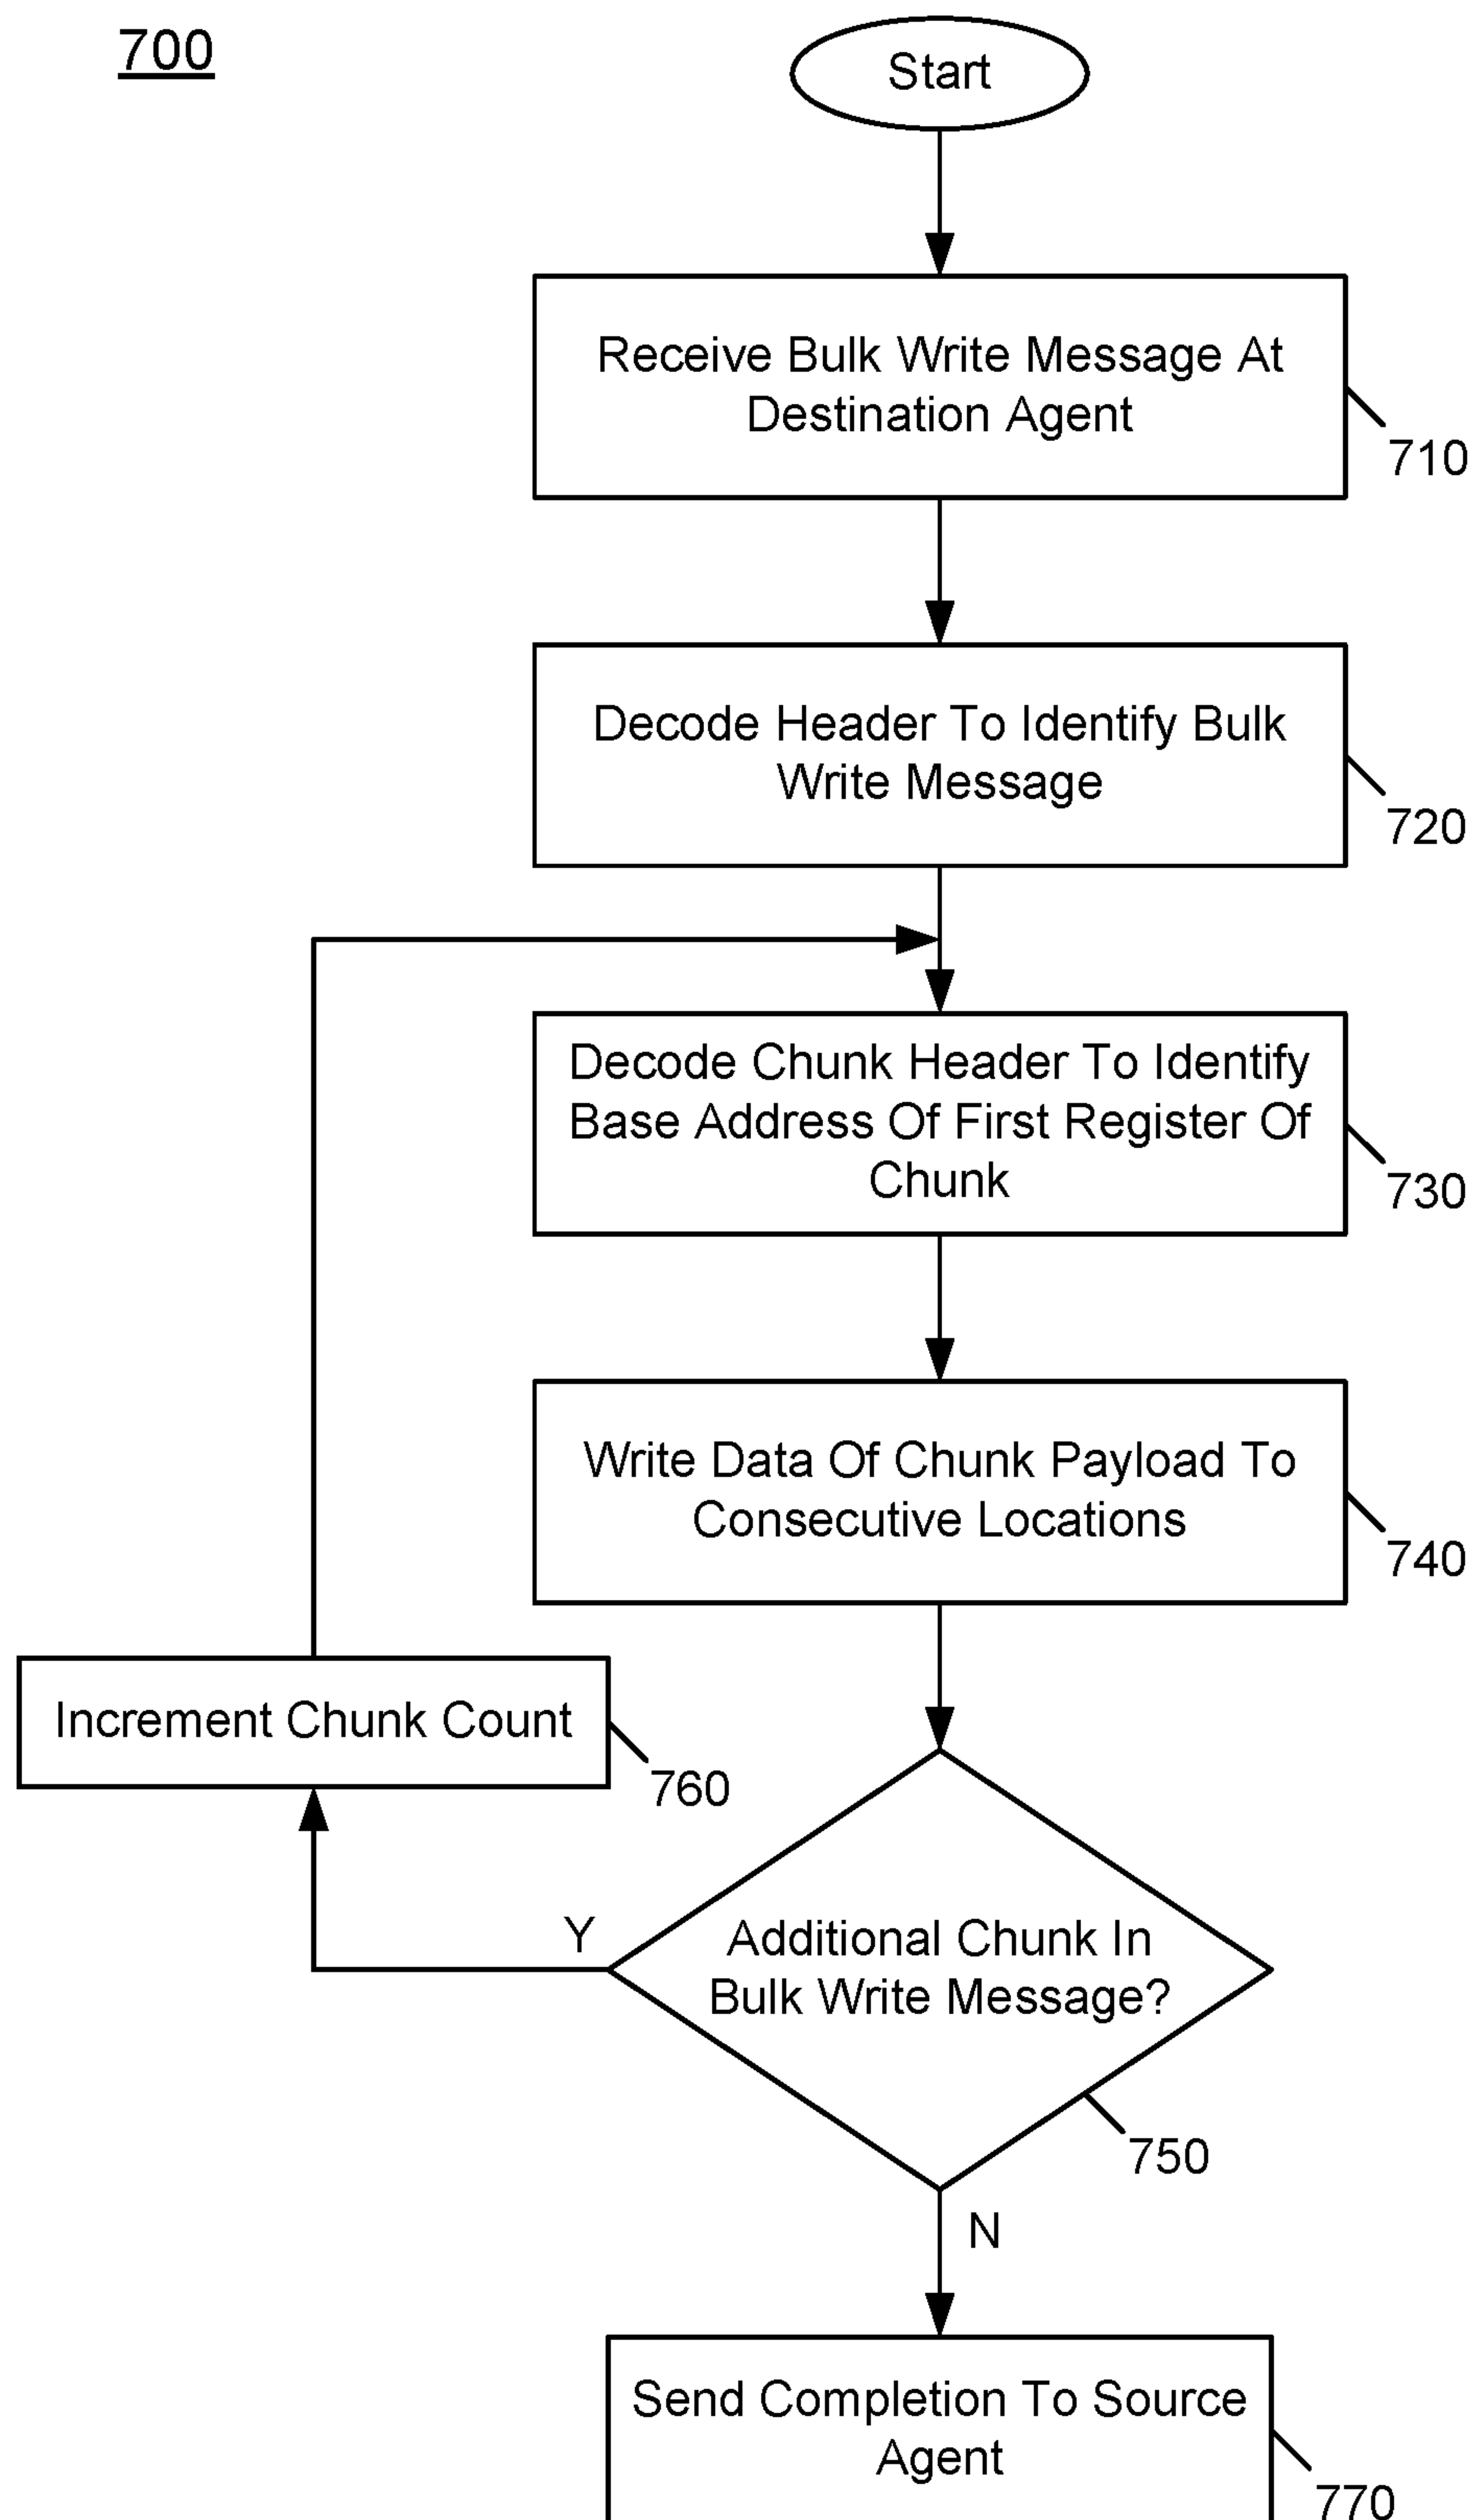 700
Start
Receive Bulk Write Message At
Destination Agent
710
Decode Header To Identify Bulk
Write Message
720
Decode Chunk Header To Identify
Base Address Of First Register Of
Chunk
730
Write Data Of Chunk Payload To
Consecutive Locations
740
Increment Chunk Count
760
Y
Additional Chunk In
Bulk Write Message?
750
N
Send Completion To Source
Agent
770